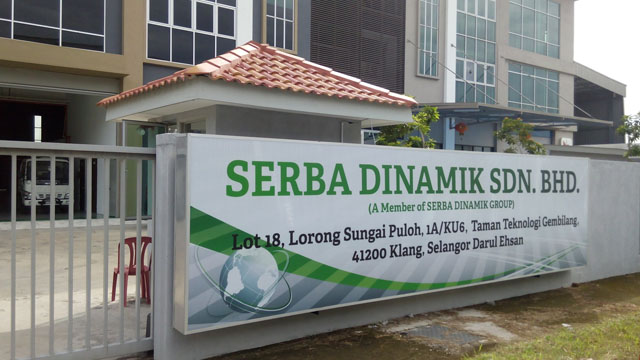 SERBA DINAMIK SDN. BHD.
(A Member of SERBA DINAMIK GROUP)
Lot 18, Lorong Sungai Puloh, 1A/KU6, Taman Teknologi Gembilang,
41200 Klang, Selangor Darul Ehsan